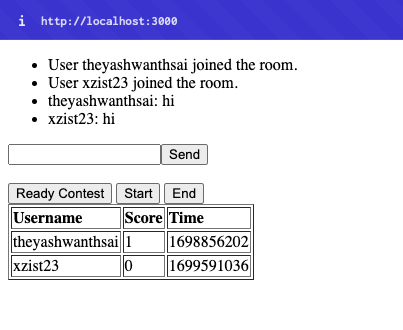 i http://localhost:3000
User theyashwanthsai joined the room.
User xzist23 joined the room.
theyashwanthsai: hi
xzist23: hi
Send
Ready Contest Start End
Username Score Time
theyashwanthsai 1 1698856202
xzist23 0 1699591036